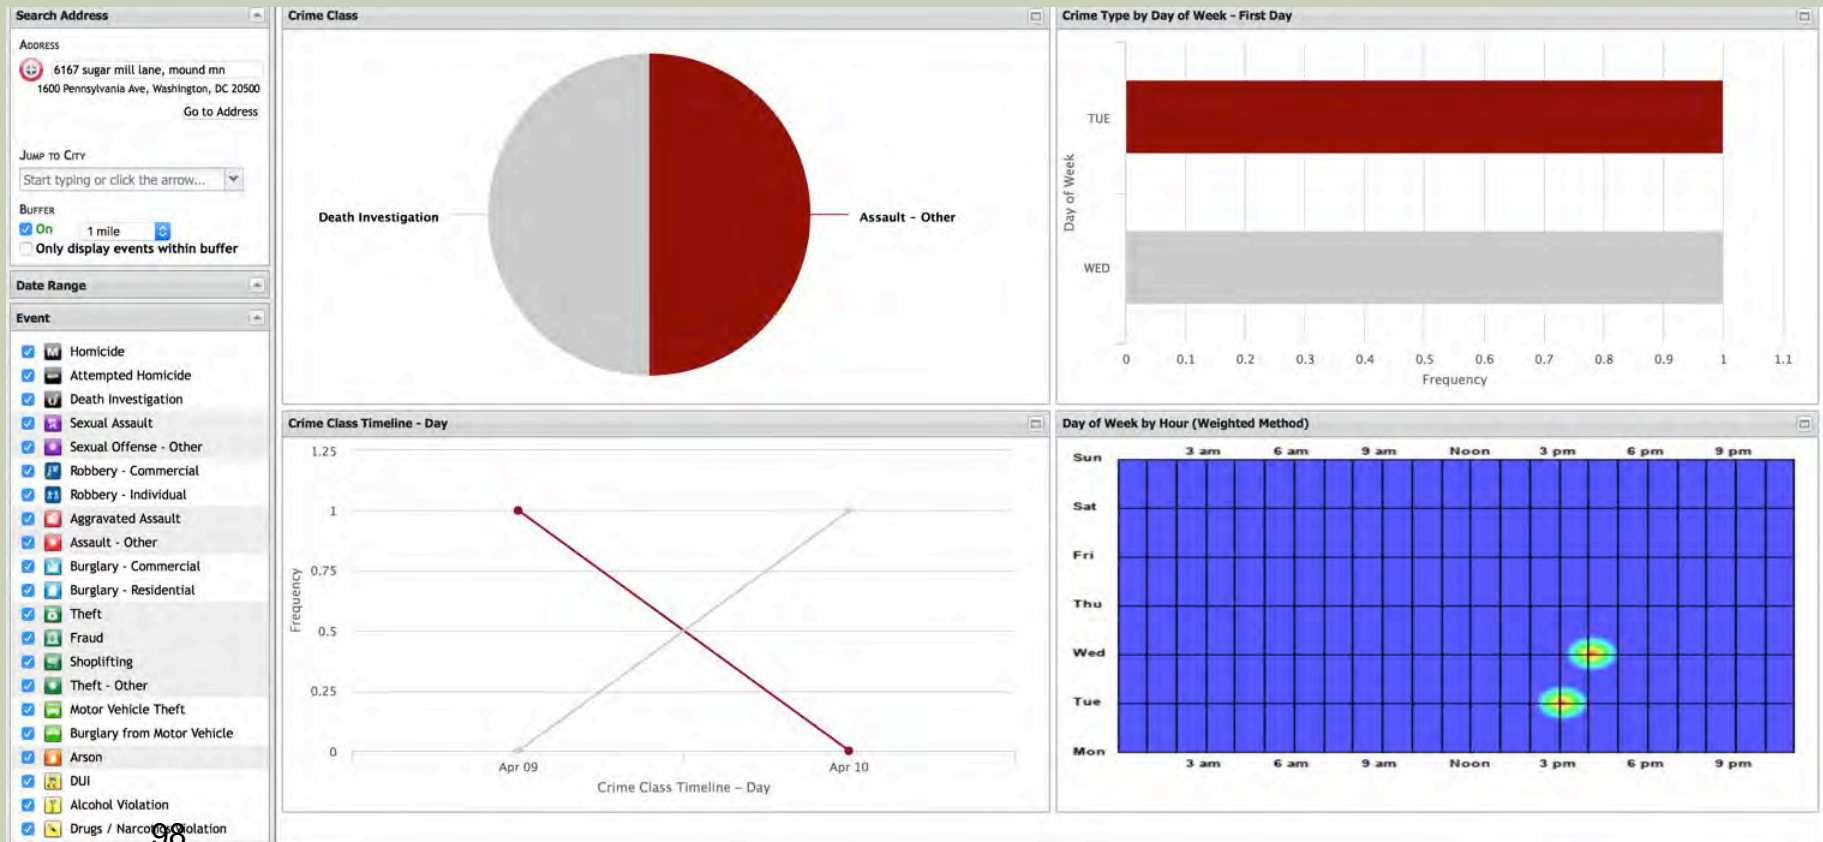 Search Address
ADDRESS
6167 sugar mill lane, mound mn
1600 Pennsylvania Ave, Washington, DC 20500
Go to Address
JUMP TO CITY
Start typing or click the arrow...
BUFFER
On 1 mile
Only display events within buffer
Date Range
Event
Homicide
Attempted Homicide
Death Investigation
Sexual Assault
Sexual Offense - Other
Robbery - Commercial
Robbery - Individual
Aggravated Assault
Assault - Other
Burglary - Commercial
Burglary - Residential
Theft
Fraud
Shoplifting
Theft - Other
Motor Vehicle Theft
Burglary from Motor Vehicle
Arson
DUI
Alcohol Violation
Drugs / Narcotics Violation
98
Crime Class
Death Investigation
Assault - Other
Crime Type by Day of Week - First Day
Day of Week
TUE
WED
0 0.1 0.2 0.3 0.4 0.5 0.6 0.7 0.8 0.9 1 1.1
Frequency
Crime Class Timeline - Day
Frequency
1.25
1
0.75
0.5
0.25
0
Apr 09 Apr 10
Crime Class Timeline - Day
Day of Week by Hour (Weighted Method)
3 am 6 am 9 am Noon 3 pm 6 pm 9 pm
Sun
Sat
Fri
Thu
Wed
Tue
Mon
3 am 6 am 9 am Noon 3 pm 6 pm 9 pm